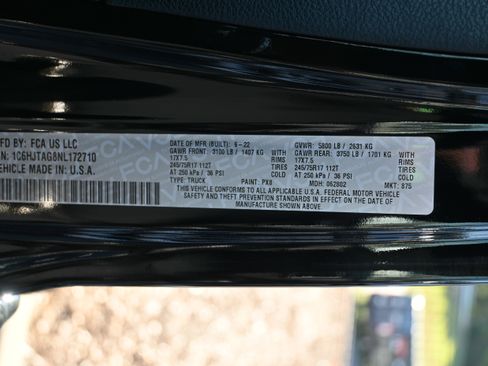 FD BY: FCA US LLC
N: 1C6HJTAG8NL172710
VEHICLE MADE IN: U.S.A.
DATE OF MFR (BUILT): 6-22
GAWR FRONT: 3100 LB / 1407 KG
17X7.5
245/75R17 112T
AT 250 kPa / 36 PSI
TYPE: TRUCK
WITH
RIMS
TIRES
COLD
PAINT: PX8
GVWR: 5800 LB / 2631 KG
GAWR REAR: 3750 LB / 1701 KG
17X7.5
245/75R17 112T
AT 250 kPa / 36 PSI
MDH: 062802
WITH
RIMS
TIRES
COLD
MKT: 875
THIS VEHICLE CONFORMS TO ALL APPLICABLE U.S.A. FEDERAL MOTOR VEHICLE
SAFETY AND THEFT PREVENTION STANDARDS IN EFFECT ON THE DATE OF
MANUFACTURE SHOWN ABOVE.